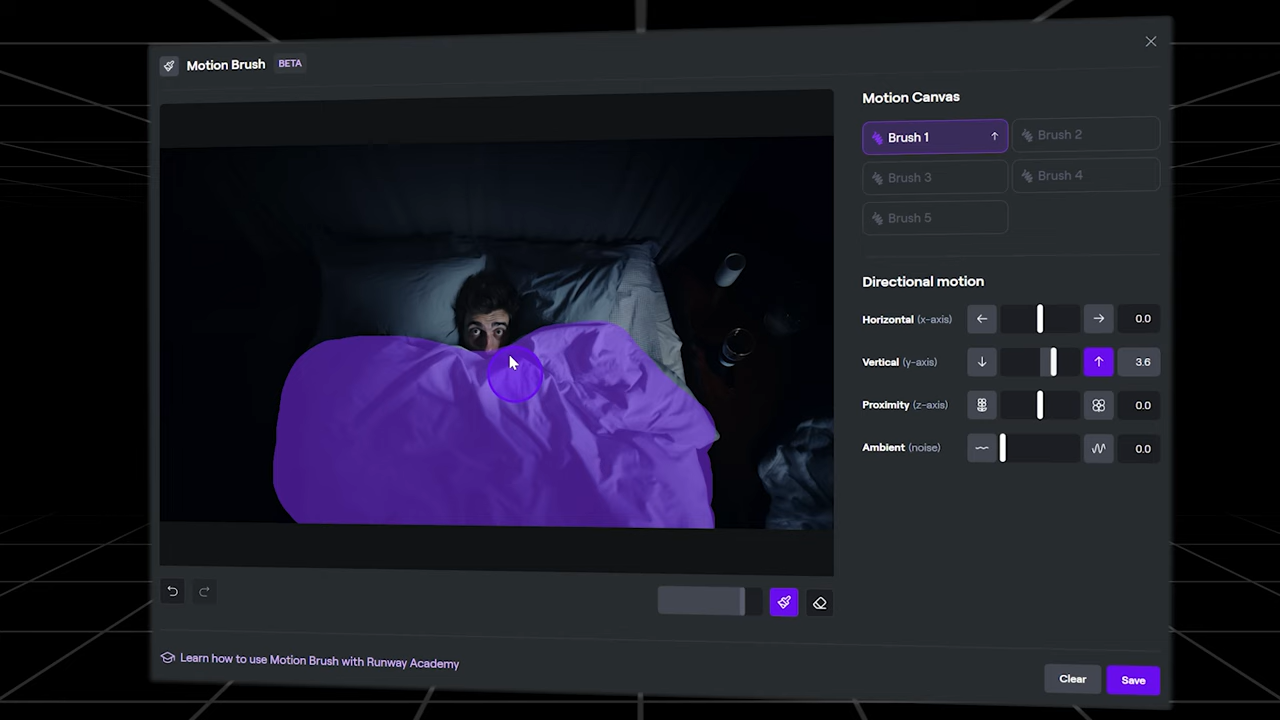 Motion Brush BETA
Motion Canvas
Brush 1
Brush 2
Brush 3
Brush 4
Brush 5
Directional motion
Horizontal (x-axis) 0.0
Vertical (y-axis) 3.6
Proximity (z-axis) 0.0
Ambient (noise) 0.0
Learn how to use Motion Brush with Runway Academy
Clear
Save